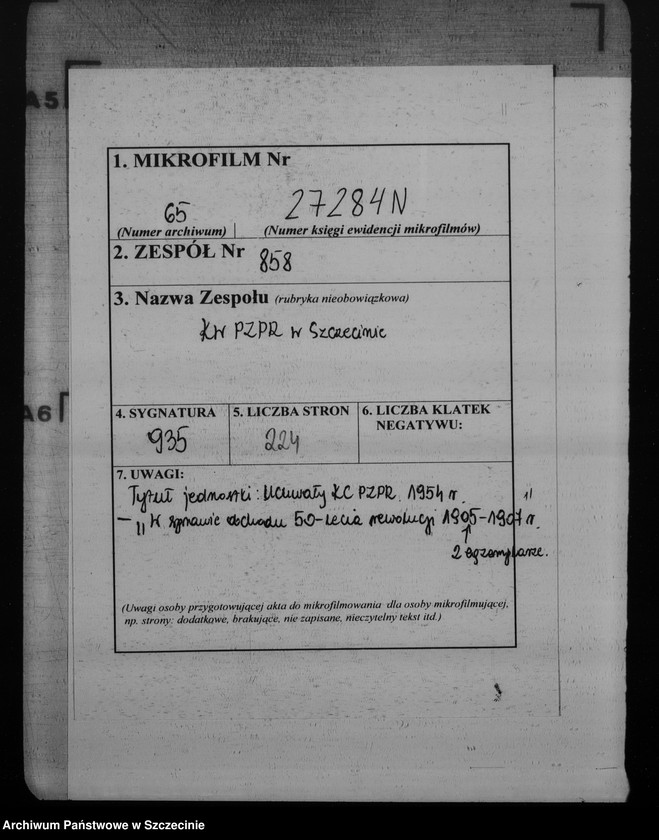 A5
1. MIKROFILM Nr
65 27284N
(Numer archiwum) | (Numer księgi ewidencji mikrofilmów)
2. ZESPÓŁ Nr 858
3. Nazwa Zespołu (rubryka nieobowiązkowa)
KW PZPR w Szczecinie
A6
4. SYGNATURA 5. LICZBA STRON 6. LICZBA KLATEK
NEGATYWU:
935 224
7. UWAGI:
Tytuł jednostki: Uchwały KC PZPR 1954 r.
– „W sprawie obchodu 50-lecia rewolucji 1905-1907 r.”
2 egzemplarze.
(Uwagi osoby przygotowującej akta do mikrofilmowania dla osoby mikrofilmującej,
np. strony: dodatkowe, brakujące, nie zapisane, nieczytelny tekst itd.)
Archiwum Państwowe w Szczecinie